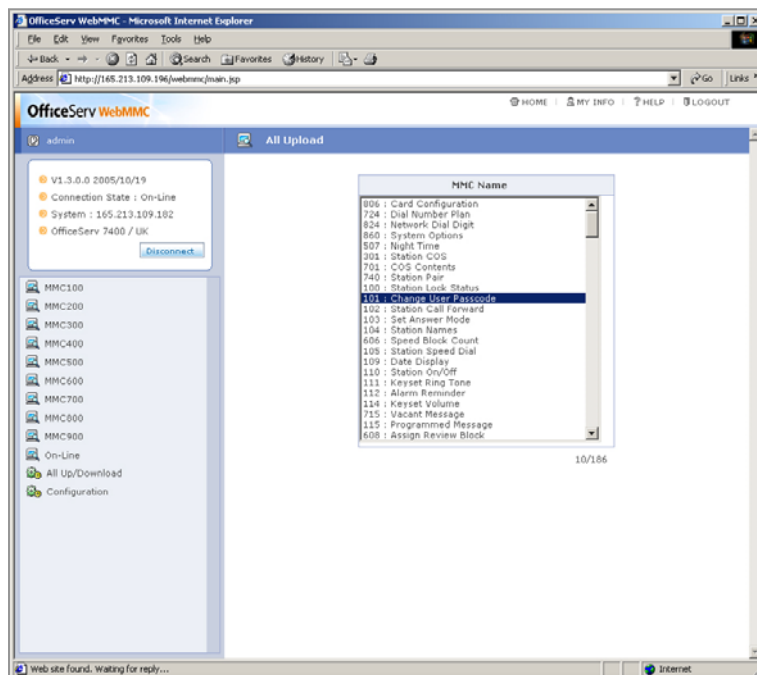 OfficeServ WebMMC - Microsoft Internet Explorer
File Edit View Favorites Tools Help
Back Search Favorites History
Address http://165.213.109.196/webmmc/main.jsp Go Links
OfficeServ WebMMC
HOME | MY INFO | ? HELP | LOGOUT
admin
All Upload
V1.3.0.0 2005/10/19
Connection State : On-Line
System : 165.213.109.182
OfficeServ 7400 / UK
Disconnect
MMC100
MMC200
MMC300
MMC400
MMC500
MMC600
MMC700
MMC800
MMC900
On-Line
All Up/Download
Configuration
MMC Name
806 : Card Configuration
724 : Dial Number Plan
824 : Network Dial Digit
860 : System Options
507 : Night Time
301 : Station COS
701 : COS Contents
740 : Station Pair
100 : Station Lock Status
101 : Change User Passcode
102 : Station Call Forward
103 : Set Answer Mode
104 : Station Names
606 : Speed Block Count
105 : Station Speed Dial
109 : Date Display
110 : Station On/Off
111 : Keyset Ring Tone
112 : Alarm Reminder
114 : Keyset Volume
715 : Vacant Message
115 : Programmed Message
608 : Assign Review Block
10/186
Web site found. Waiting for reply...
Internet